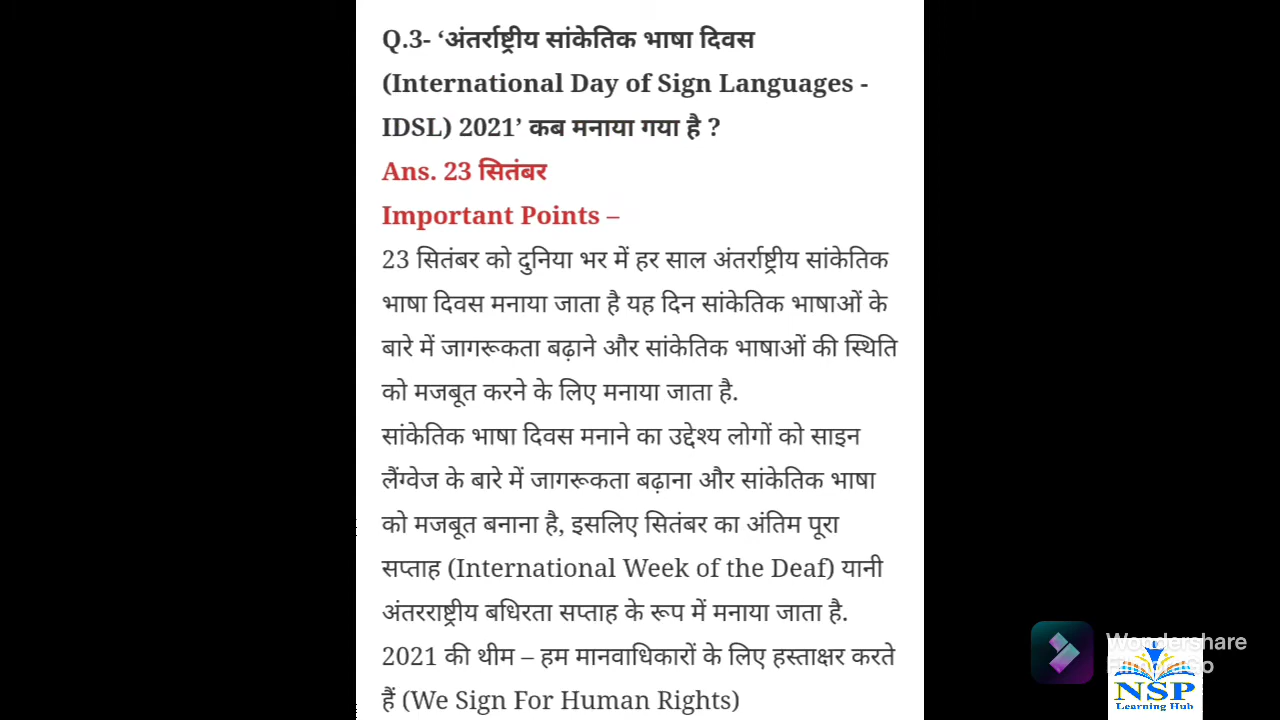 Q.3- ‘अंतर्राष्ट्रीय सांकेतिक भाषा दिवस
(International Day of Sign Languages -
IDSL) 2021’ कब मनाया गया है ?
Ans. 23 सितंबर
Important Points –
23 सितंबर को दुनिया भर में हर साल अंतर्राष्ट्रीय सांकेतिक
भाषा दिवस मनाया जाता है यह दिन सांकेतिक भाषाओं के
बारे में जागरूकता बढ़ाने और सांकेतिक भाषाओं की स्थिति
को मजबूत करने के लिए मनाया जाता है.
सांकेतिक भाषा दिवस मनाने का उद्देश्य लोगों को साइन
लैंग्वेज के बारे में जागरूकता बढ़ाना और सांकेतिक भाषा
को मजबूत बनाना है, इसलिए सितंबर का अंतिम पूरा
सप्ताह (International Week of the Deaf) यानी
अंतरराष्ट्रीय बधिरता सप्ताह के रूप में मनाया जाता है.
2021 की थीम – हम मानवाधिकारों के लिए हस्ताक्षर करते
हैं (We Sign For Human Rights)
Wondershare
NSP
Learning Hub